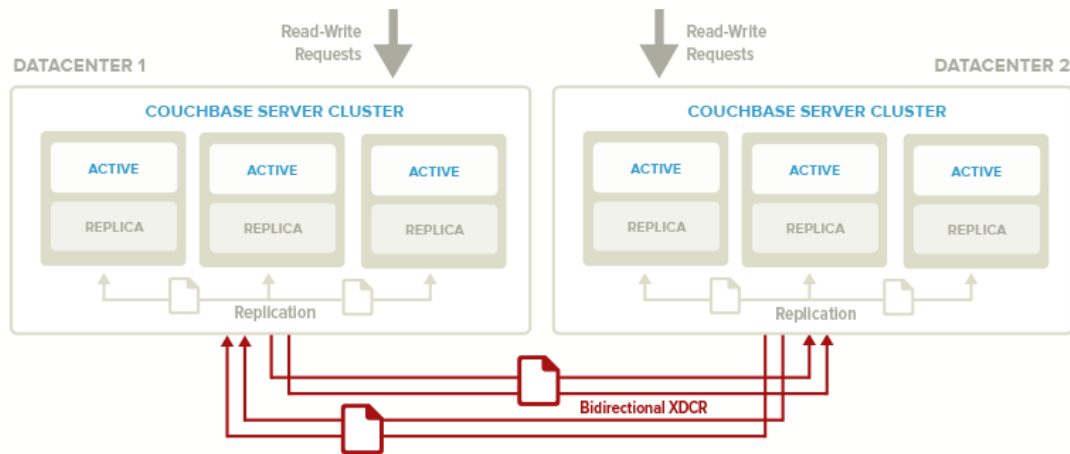 Read-Write
Requests
Read-Write
Requests
DATACENTER 1
DATACENTER 2
COUCHBASE SERVER CLUSTER
ACTIVE
ACTIVE
ACTIVE
REPLICA
REPLICA
REPLICA
Replication
COUCHBASE SERVER CLUSTER
ACTIVE
ACTIVE
ACTIVE
REPLICA
REPLICA
REPLICA
Replication
Bidirectional XDCR